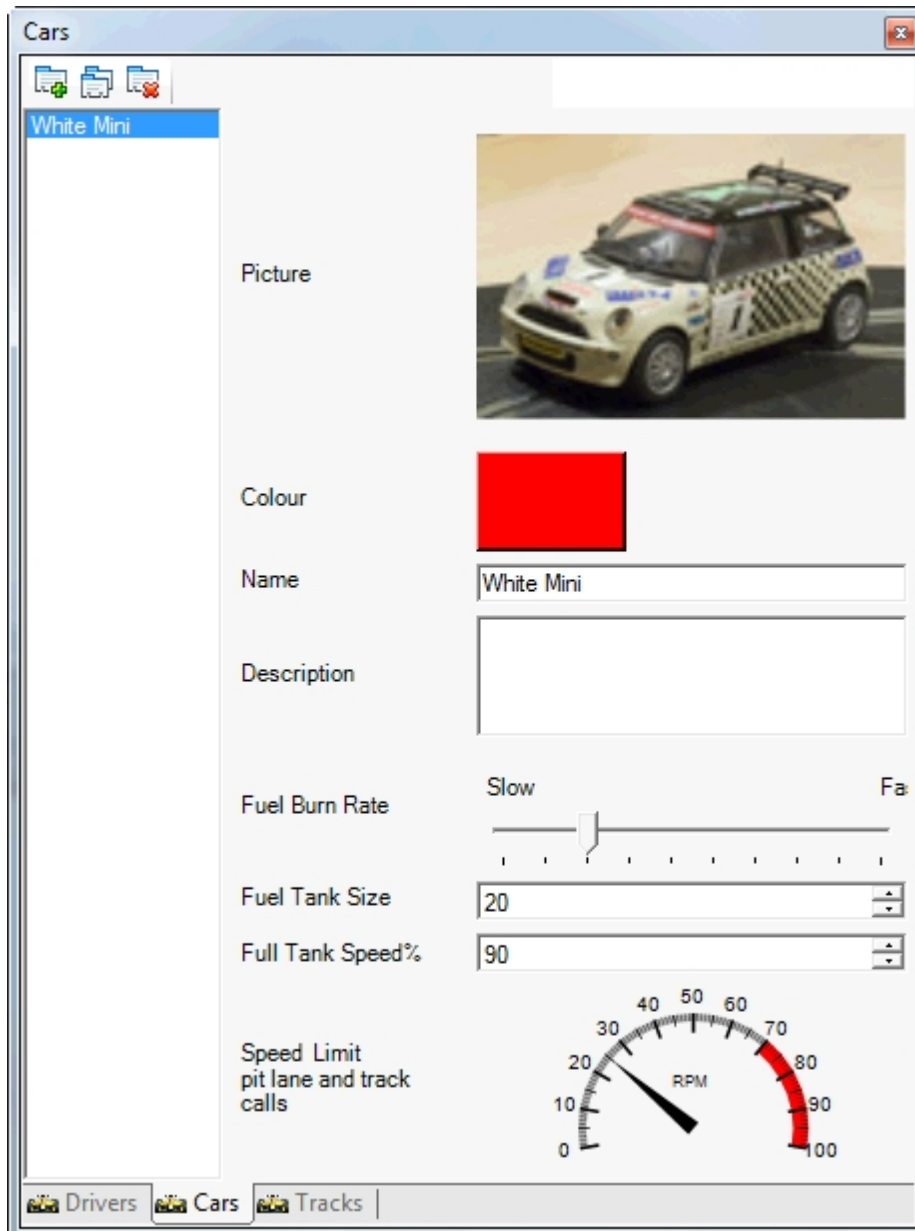 Cars
White Mini
Picture
Colour
Name
White Mini
Description
Fuel Burn Rate
Slow
Fa
Fuel Tank Size
20
Full Tank Speed%
90
Speed Limit
pit lane and track
calls
0
10
20
30
40
50
60
70
80
90
100
RPM
Drivers
Cars
Tracks